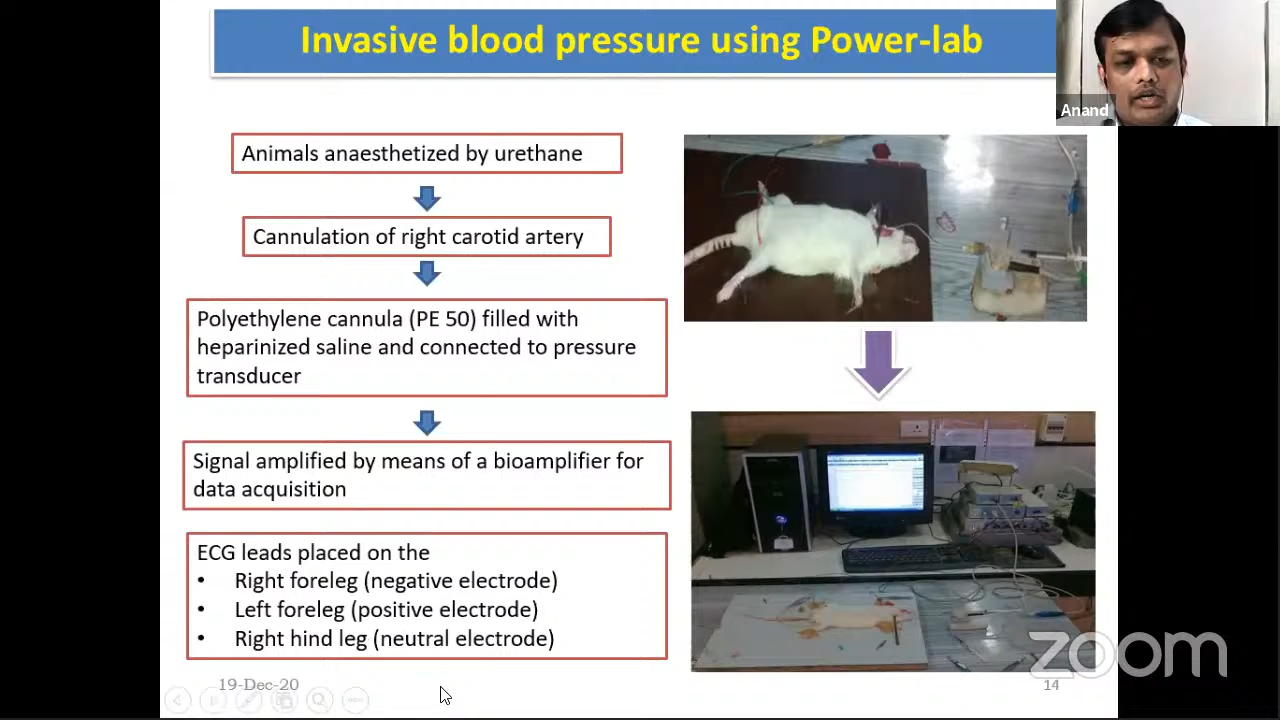 Invasive blood pressure using Power-lab
Anand
Animals anaesthetized by urethane
Cannulation of right carotid artery
Polyethylene cannula (PE 50) filled with
heparinized saline and connected to pressure
transducer
Signal amplified by means of a bioamplifier for
data acquisition
ECG leads placed on the
• Right foreleg (negative electrode)
• Left foreleg (positive electrode)
• Right hind leg (neutral electrode)
19-Dec-20
14
zoom